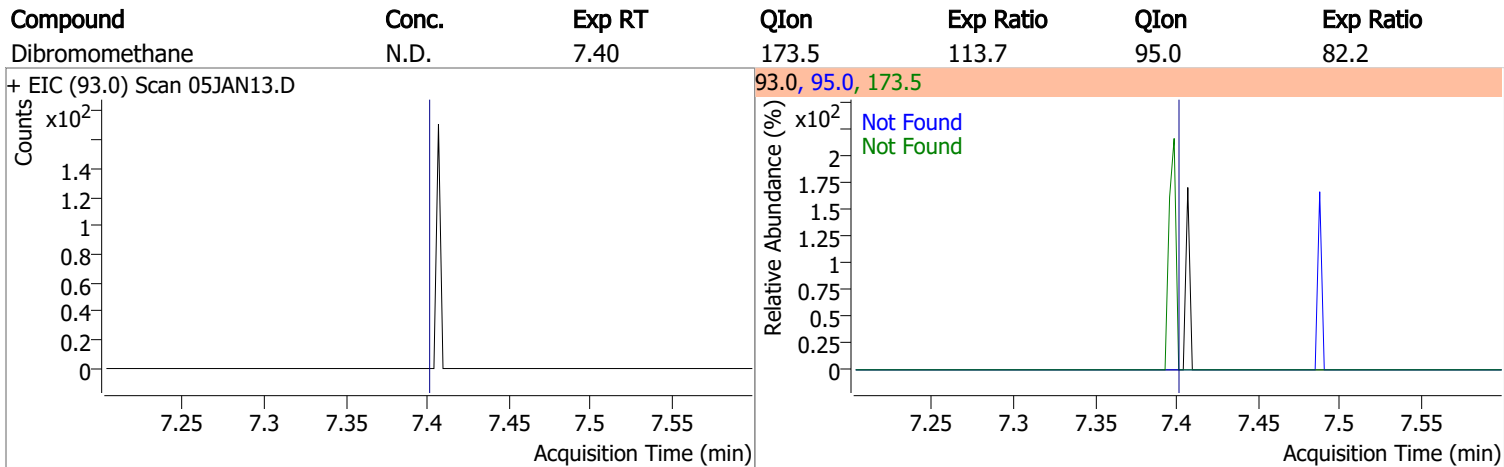 Compound Conc. Exp RT QIon Exp Ratio QIon Exp Ratio
Dibromomethane N.D. 7.40 173.5 113.7 95.0 82.2
+ EIC (93.0) Scan 05JAN13.D
Counts
x10²
1.4
1.2
1
0.8
0.6
0.4
0.2
0
7.25 7.3 7.35 7.4 7.45 7.5 7.55
Acquisition Time (min)
93.0, 95.0, 173.5
Relative Abundance (%)
x10²
Not Found
Not Found
2
1.75
1.5
1.25
1
0.75
0.5
0.25
0
7.25 7.3 7.35 7.4 7.45 7.5 7.55
Acquisition Time (min)